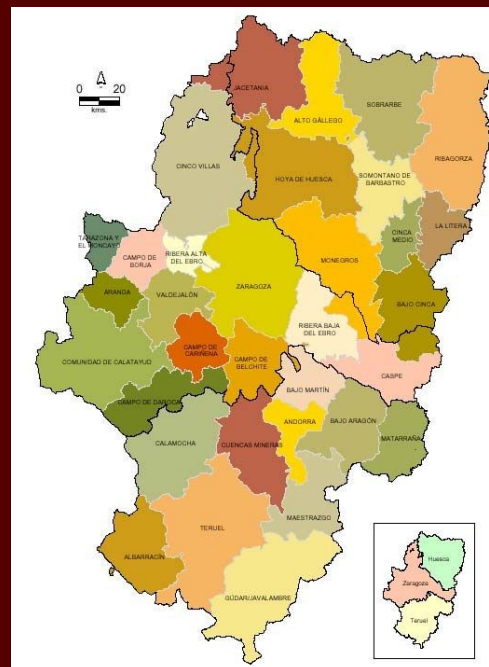 0 20
kms.
JACETANIA
ALTO GÁLLEGO
SOBRARBE
RIBAGORZA
CINCO VILLAS
HOYA DE HUESCA
SOMONTANO DE
BARBASTRO
CINCA
MEDIO
LA LITERA
TARAZONA Y
EL MONCAYO
CAMPO DE
BORJA
RIBERA ALTA
DEL EBRO
MONEGROS
ZARAGOZA
ARANDA
VALDEJALÓN
BAJO CINCA
RIBERA BAJA
DEL EBRO
COMUNIDAD DE CALATAYUD
CAMPO DE
CARIÑENA
CAMPO DE
BELCHITE
CASPE
BAJO MARTÍN
CAMPO DE DAROCA
CALAMOCHA
CUENCAS MINERAS
ANDORRA
BAJO ARAGÓN
MATARRAÑA
MAESTRAZGO
TERUEL
ALBARRACÍN
GÚDAR/JAVALAMBRE
Huesca
Zaragoza
Teruel